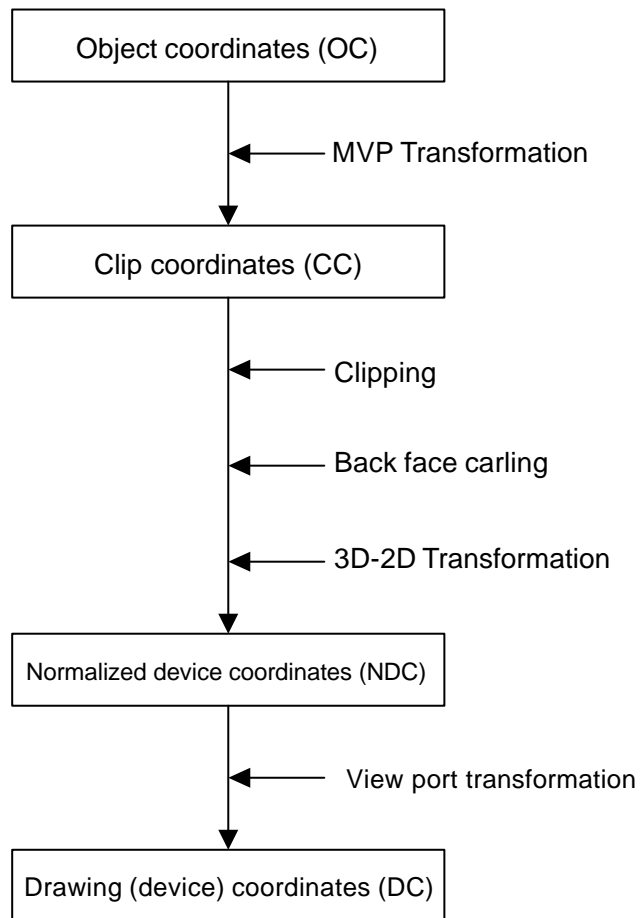 Object coordinates (OC)
MVP Transformation
Clip coordinates (CC)
Clipping
Back face carling
3D-2D Transformation
Normalized device coordinates (NDC)
View port transformation
Drawing (device) coordinates (DC)